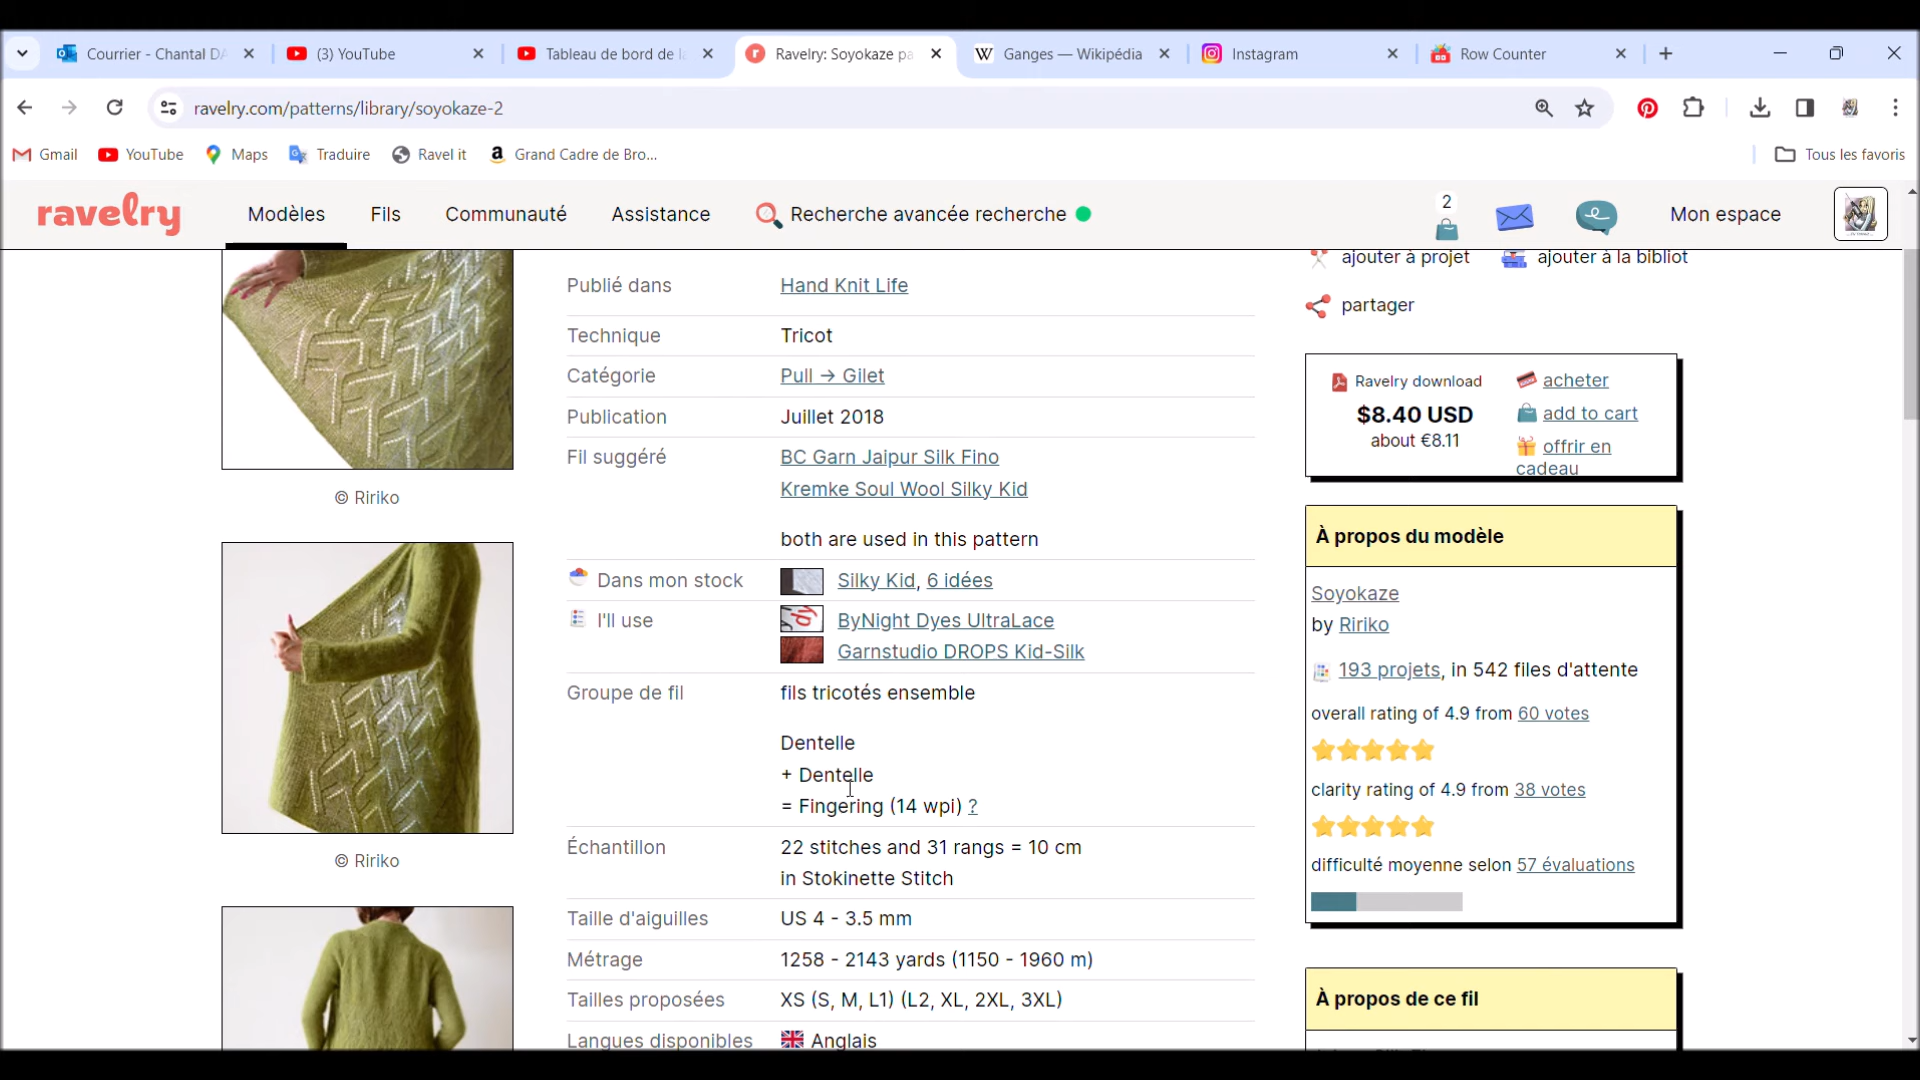 Courrier - Chantal DA
(3) YouTube
Tableau de bord de l
Ravelry: Soyokaze pa
Ganges — Wikipédia
Instagram
Row Counter
ravelry.com/patterns/library/soyokaze-2
Gmail
YouTube
Maps
Traduire
Ravel it
Grand Cadre de Bro...
Tous les favoris
ravelry
Modèles
Fils
Communauté
Assistance
Recherche avancée recherche
2
Mon espace
© Ririko
© Ririko
Publié dans Hand Knit Life
Technique Tricot
Catégorie Pull → Gilet
Publication Juillet 2018
Fil suggéré BC Garn Jaipur Silk Fino
Kremke Soul Wool Silky Kid
both are used in this pattern
Dans mon stock Silky Kid, 6 idées
I'll use ByNight Dyes UltraLace
Garnstudio DROPS Kid-Silk
Groupe de fil fils tricotés ensemble
Dentelle
+ Dentelle
= Fingering (14 wpi) ?
Échantillon 22 stitches and 31 rangs = 10 cm
in Stokinette Stitch
Taille d'aiguilles US 4 - 3.5 mm
Métrage 1258 - 2143 yards (1150 - 1960 m)
Tailles proposées XS (S, M, L1) (L2, XL, 2XL, 3XL)
Langues disponibles Anglais
ajouter à projet
ajouter à la bibliot
partager
Ravelry download
$8.40 USD
about €8.11
acheter
add to cart
offrir en
cadeau
À propos du modèle
Soyokaze
by Ririko
193 projets, in 542 files d'attente
overall rating of 4.9 from 60 votes
clarity rating of 4.9 from 38 votes
difficulté moyenne selon 57 évaluations
À propos de ce fil